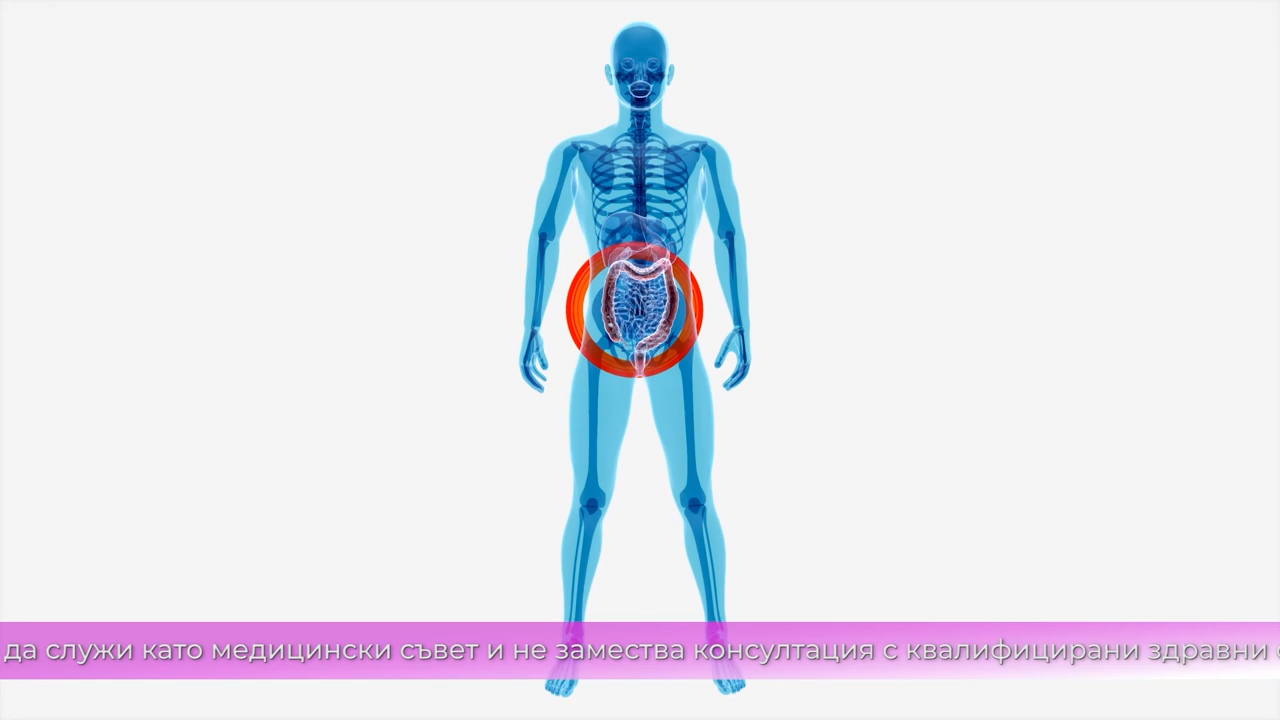 да служи като медицински съвет и не замества консултация с квалифицирани здравни